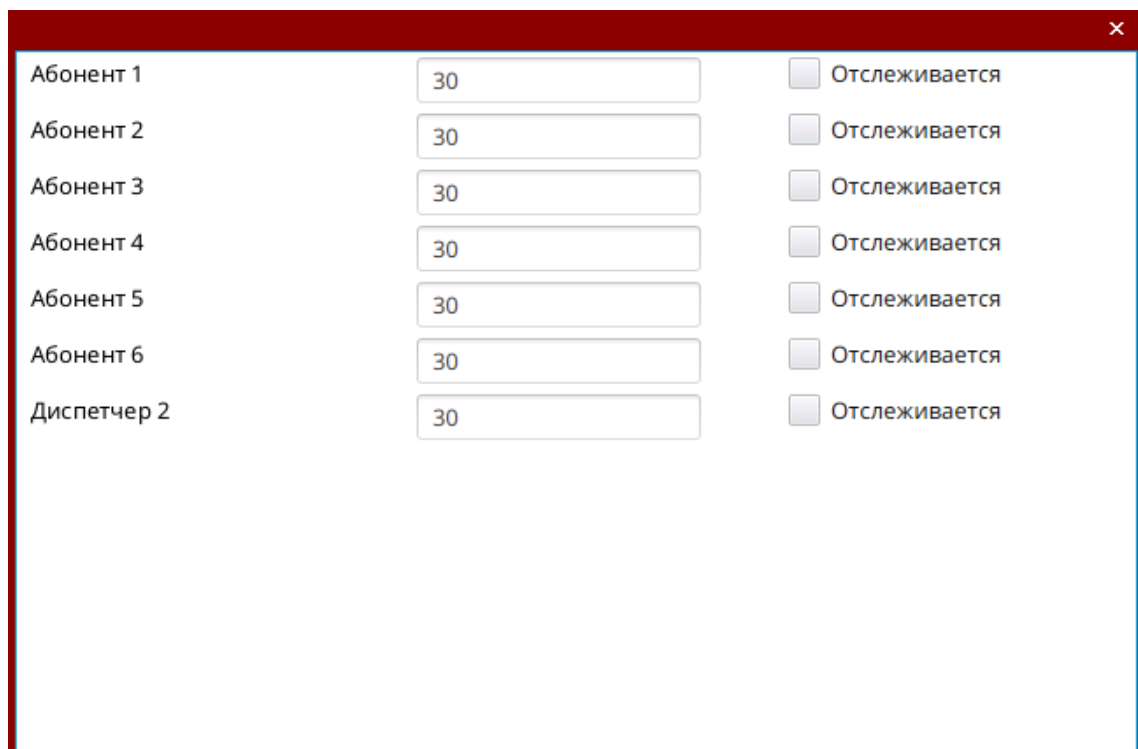 Абонент 1 30 Отслеживается
Абонент 2 30 Отслеживается
Абонент 3 30 Отслеживается
Абонент 4 30 Отслеживается
Абонент 5 30 Отслеживается
Абонент 6 30 Отслеживается
Диспетчер 2 30 Отслеживается